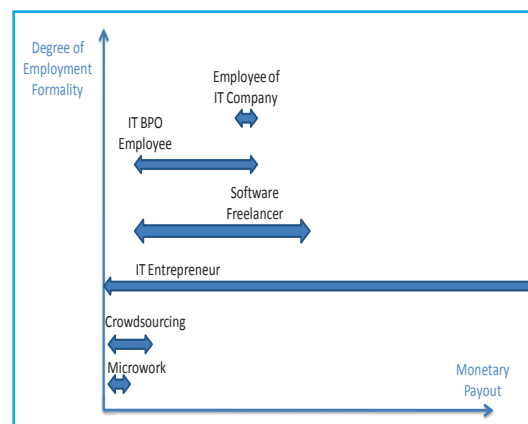 Degree of
Employment
Formality
Employee of
IT Company
IT BPO
Employee
Software
Freelancer
IT Entrepreneur
Crowdsourcing
Microwork
Monetary
Payout